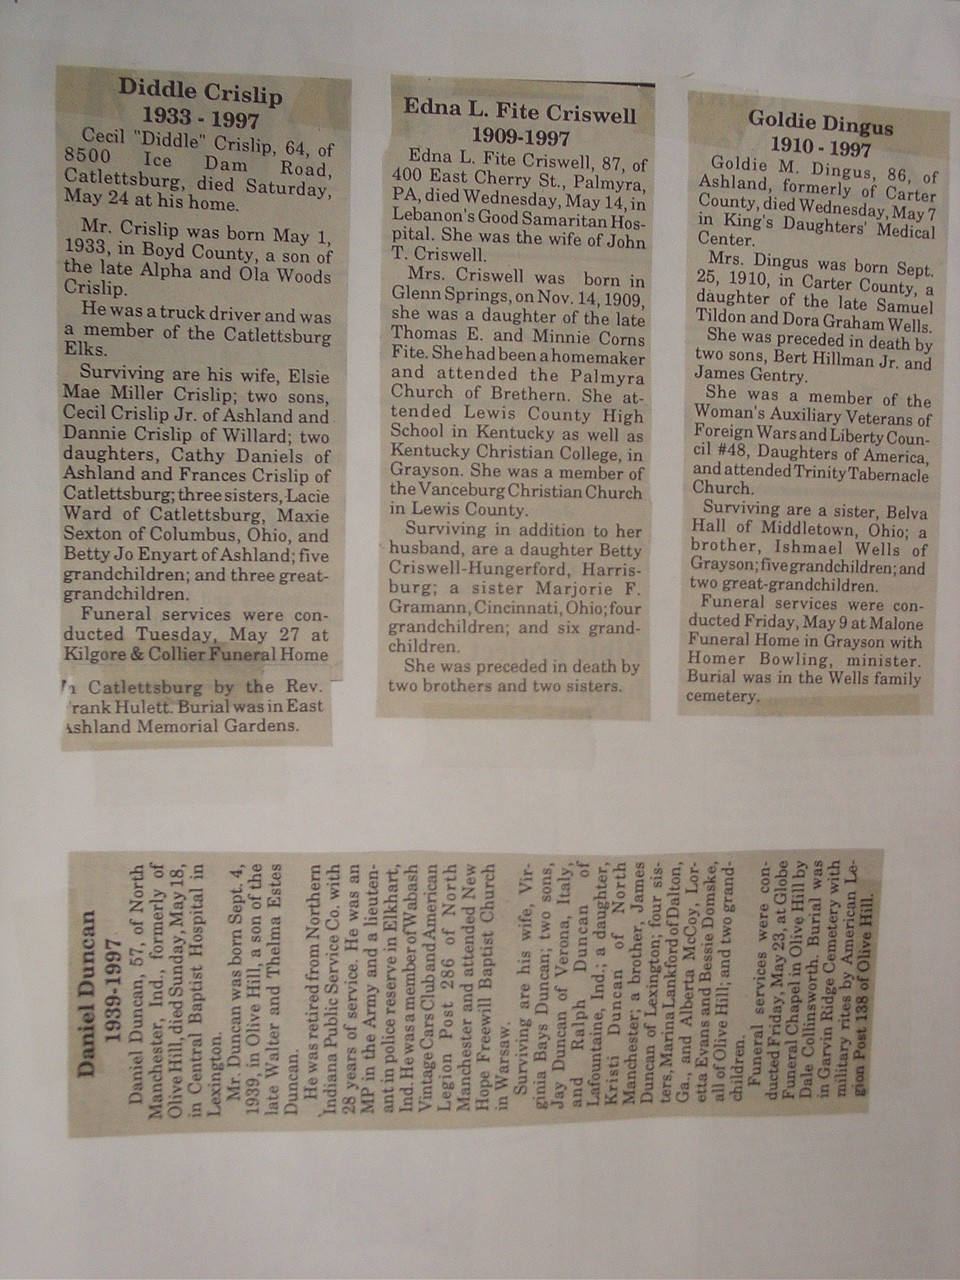 Diddle Crislip
1933 - 1997
Cecil "Diddle" Crislip, 64, of
8500 Ice Dam Road,
Catlettsburg, died Saturday,
May 24 at his home.
Mr. Crislip was born May 1,
1933, in Boyd County, a son of
the late Alpha and Ola Woods
Crislip.
He was a truck driver and was
a member of the Catlettsburg
Elks.
Surviving are his wife, Elsie
Mae Miller Crislip; two sons,
Cecil Crislip Jr. of Ashland and
Dannie Crislip of Willard; two
daughters, Cathy Daniels of
Ashland and Frances Crislip of
Catlettsburg; three sisters, Lacie
Ward of Catlettsburg, Maxie
Sexton of Columbus, Ohio, and
Betty Jo Enyart of Ashland; five
grandchildren; and three great-
grandchildren.
Funeral services were con-
ducted Tuesday, May 27 at
Kilgore & Collier Funeral Home
Catlettsburg by the Rev.
rank Hulett. Burial was in East
Ashland Memorial Gardens.
Edna L. Fite Criswell
1909-1997
Edna L. Fite Criswell, 87, of
400 East Cherry St., Palmyra,
PA, died Wednesday, May 14, in
Lebanon's Good Samaritan Hos-
pital. She was the wife of John
T. Criswell.
Mrs. Criswell was born in
Glenn Springs, on Nov. 14, 1909,
she was a daughter of the late
Thomas E. and Minnie Corns
Fite. She had been a homemaker
and attended the Palmyra
Church of Brethern. She at-
tended Lewis County High
School in Kentucky as well as
Kentucky Christian College, in
Grayson. She was a member of
the Vanceburg Christian Church
in Lewis County.
Surviving in addition to her
husband, are a daughter Betty
Criswell-Hungerford, Harris-
burg; a sister Marjorie F.
Gramann, Cincinnati, Ohio; four
grandchildren; and six grand-
children.
She was preceded in death by
two brothers and two sisters.
Goldie Dingus
1910 - 1997
Goldie M. Dingus, 86, of
Ashland, formerly of Carter
County, died Wednesday, May 7
in King's Daughters' Medical
Center.
Mrs. Dingus was born Sept.
25, 1910, in Carter County, a
daughter of the late Samuel
Tildon and Dora Graham Wells.
She was preceded in death by
two sons, Bert Hillman Jr. and
James Gentry.
She was a member of the
Woman's Auxiliary Veterans of
Foreign Wars and Liberty Coun-
cil #48, Daughters of America,
and attended Trinity Tabernacle
Church.
Surviving are a sister, Belva
Hall of Middletown, Ohio; a
brother, Ishmael Wells of
Grayson; five grandchildren; and
two great-grandchildren.
Funeral services were con-
ducted Friday, May 9 at Malone
Funeral Home in Grayson with
Homer Bowling, minister.
Burial was in the Wells family
cemetery.
Daniel Duncan
1939-1997
Daniel Duncan, 57, of North
Machester, Ind., formerly of
Olive Hill, died Sunday, May 18,
in Central Baptist Hospital in
Lexington.
Mr. Duncan was born Sept. 4,
1939, in Olive Hill, a son of the
late Walter and Thelma Estes
Duncan.
He was retired from Northern
Indiana Public Service Co. with
28 years of service. He was an
MP in the Army and a lieuten-
ant in police reserve in Elkhart,
Ind. He was a member of Wabash
Vintage Cars Club and American
Legion Post 286 of North
Manchester and attended New
Hope Freewill Baptist Church
in Warsaw.
Surviving are his wife, Vir-
ginia Bays Duncan; two sons,
Jay Duncan of Verona, Italy,
and Ralph Duncan of
Lafountaine, Ind.; a daughter,
Kristi Duncan of North
Manchester; a brother, James
Duncan of Lexington; four sis-
ters, Marina Lankford of Dalton,
Ga., and Alberta McCoy, Lor-
etta Evans and Bessie Domske,
all of Olive Hill; and two grand-
children.
Funeral services were con-
ducted Friday, May 23, at Globe
Funeral Chapel in Olive Hill by
Dale Collinsworth. Burial was
in Garvin Ridge Cemetery with
military rites by American Le-
gion Post 138 of Olive Hill.